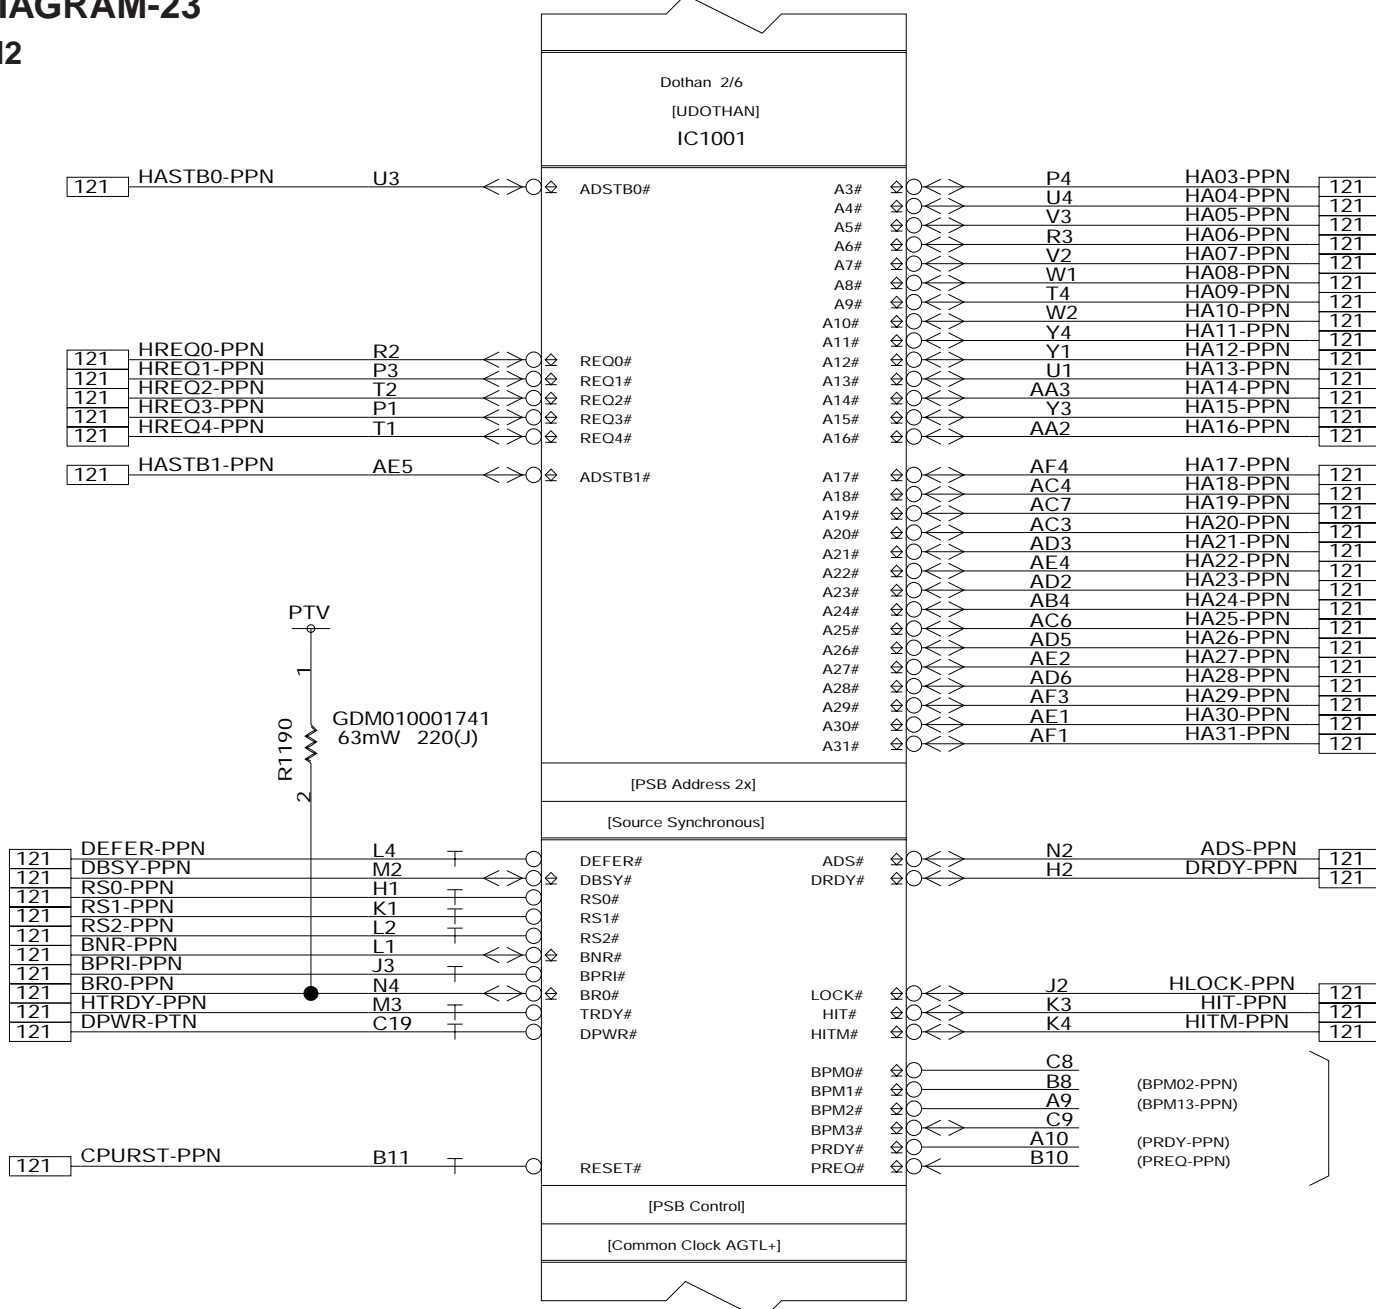 IAGRAM-23
I2
Dothan 2/6
[UDOTHAN]
IC1001
121 HASTB0-PPN U3 ADSTB0# A3# P4 HA03-PPN 121
A4# U4 HA04-PPN 121
A5# V3 HA05-PPN 121
A6# R3 HA06-PPN 121
A7# V2 HA07-PPN 121
A8# W1 HA08-PPN 121
A9# T4 HA09-PPN 121
A10# W2 HA10-PPN 121
A11# Y4 HA11-PPN 121
121 HREQ0-PPN R2 REQ0# A12# Y1 HA12-PPN 121
121 HREQ1-PPN P3 REQ1# A13# U1 HA13-PPN 121
121 HREQ2-PPN T2 REQ2# A14# AA3 HA14-PPN 121
121 HREQ3-PPN P1 REQ3# A15# Y3 HA15-PPN 121
121 HREQ4-PPN T1 REQ4# A16# AA2 HA16-PPN 121
121 HASTB1-PPN AE5 ADSTB1# A17# AF4 HA17-PPN 121
A18# AC4 HA18-PPN 121
A19# AC7 HA19-PPN 121
A20# AC3 HA20-PPN 121
A21# AD3 HA21-PPN 121
A22# AE4 HA22-PPN 121
A23# AD2 HA23-PPN 121
A24# AB4 HA24-PPN 121
A25# AC6 HA25-PPN 121
A26# AD5 HA26-PPN 121
A27# AE2 HA27-PPN 121
A28# AD6 HA28-PPN 121
A29# AF3 HA29-PPN 121
A30# AE1 HA30-PPN 121
A31# AF1 HA31-PPN 121
PTV
1
R1190
GDM010001741
63mW 220(J)
2
[PSB Address 2x]
[Source Synchronous]
121 DEFER-PPN L4 DEFER# ADS# N2 ADS-PPN 121
121 DBSY-PPN M2 DBSY# DRDY# H2 DRDY-PPN 121
121 RS0-PPN H1 RS0#
121 RS1-PPN K1 RS1#
121 RS2-PPN L2 RS2#
121 BNR-PPN L1 BNR#
121 BPRI-PPN J3 BPRI#
121 BR0-PPN N4 BR0# LOCK# J2 HLOCK-PPN 121
121 HTRDY-PPN M3 TRDY# HIT# K3 HIT-PPN 121
121 DPWR-PTN C19 DPWR# HITM# K4 HITM-PPN 121
BPM0# C8
BPM1# B8 (BPM02-PPN)
BPM2# A9 (BPM13-PPN)
BPM3# C9
PRDY# A10 (PRDY-PPN)
121 CPURST-PPN B11 RESET# PREQ# B10 (PREQ-PPN)
[PSB Control]
[Common Clock AGTL+]